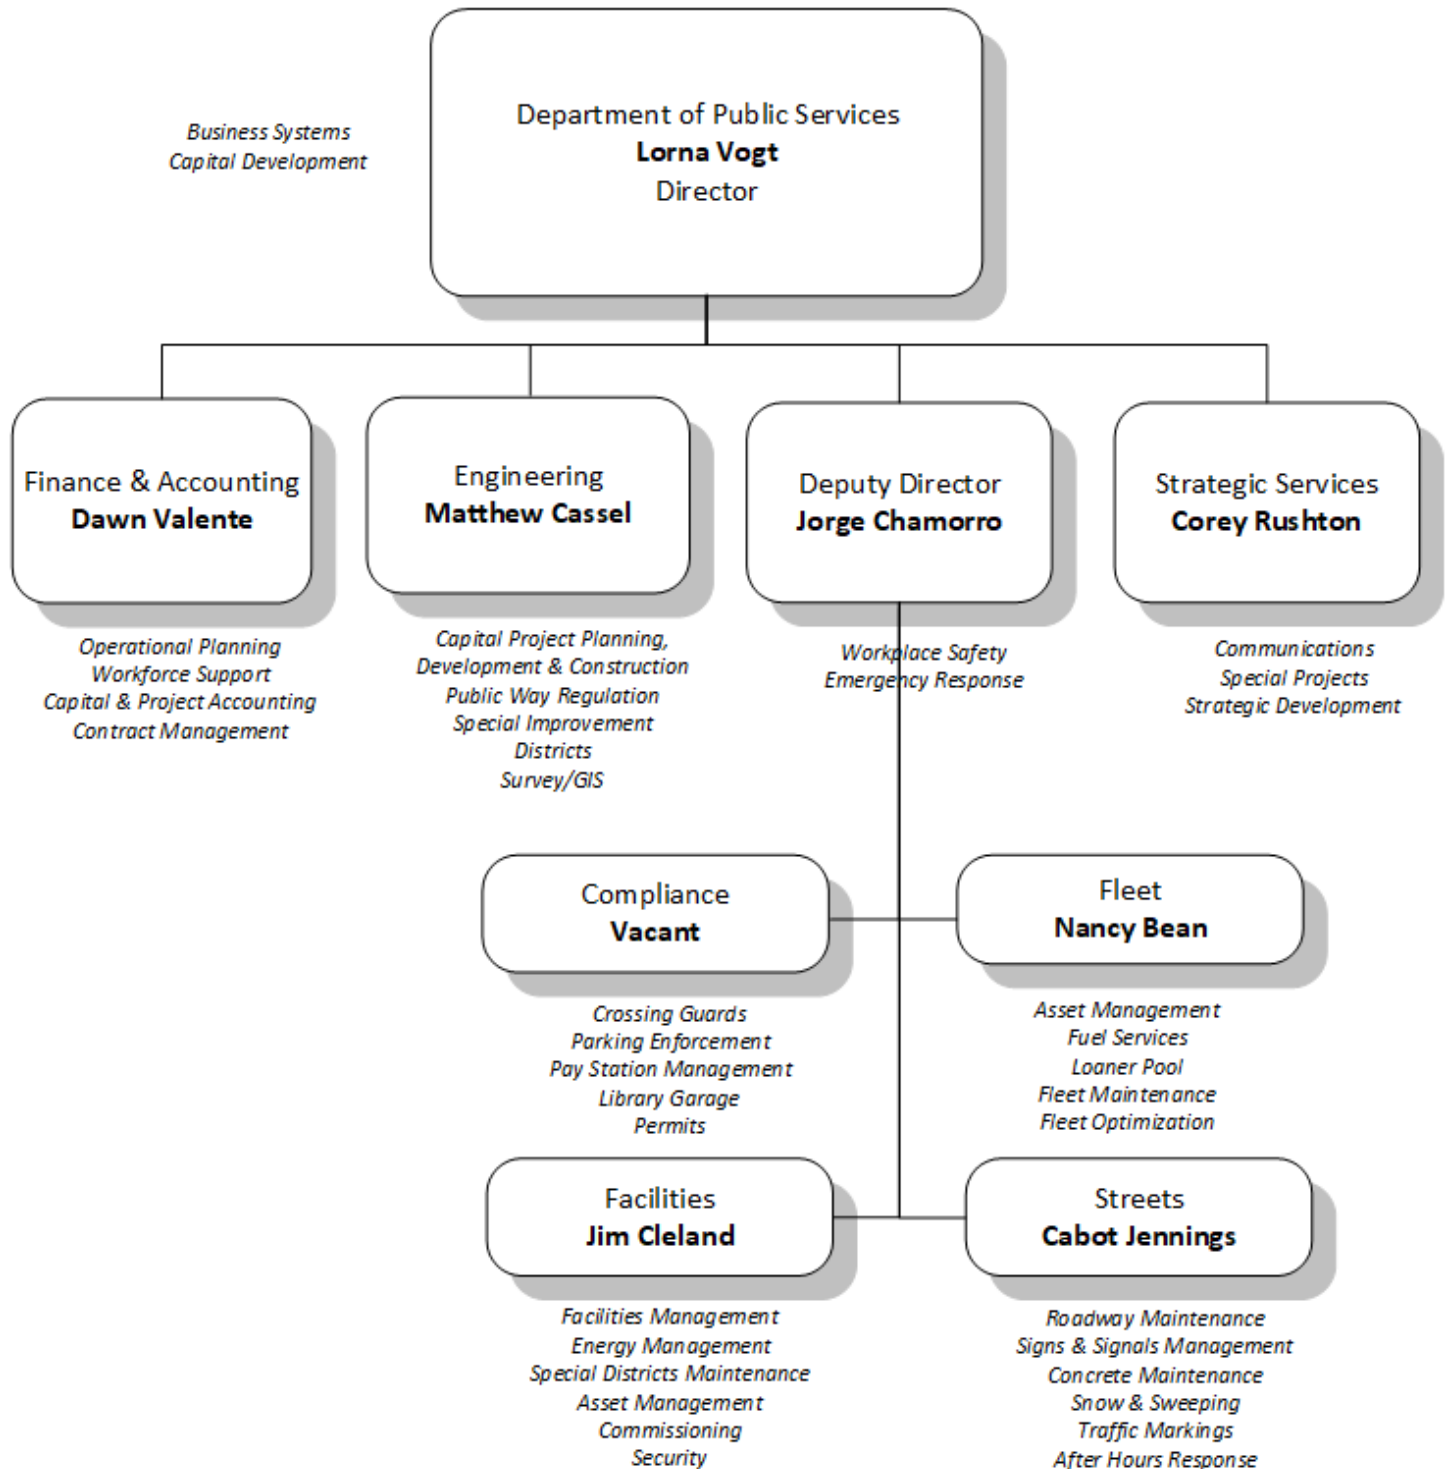 Business Systems
Capital Development
Department of Public Services
Lorna Vogt
Director
Finance & Accounting
Dawn Valente
Operational Planning
Workforce Support
Capital & Project Accounting
Contract Management
Engineering
Matthew Cassel
Capital Project Planning,
Development & Construction
Public Way Regulation
Special Improvement
Districts
Survey/GIS
Deputy Director
Jorge Chamorro
Workplace Safety
Emergency Response
Strategic Services
Corey Rushton
Communications
Special Projects
Strategic Development
Compliance
Vacant
Crossing Guards
Parking Enforcement
Pay Station Management
Library Garage
Permits
Fleet
Nancy Bean
Asset Management
Fuel Services
Loaner Pool
Fleet Maintenance
Fleet Optimization
Facilities
Jim Cleland
Facilities Management
Energy Management
Special Districts Maintenance
Asset Management
Commissioning
Security
Streets
Cabot Jennings
Roadway Maintenance
Signs & Signals Management
Concrete Maintenance
Snow & Sweeping
Traffic Markings
After Hours Response